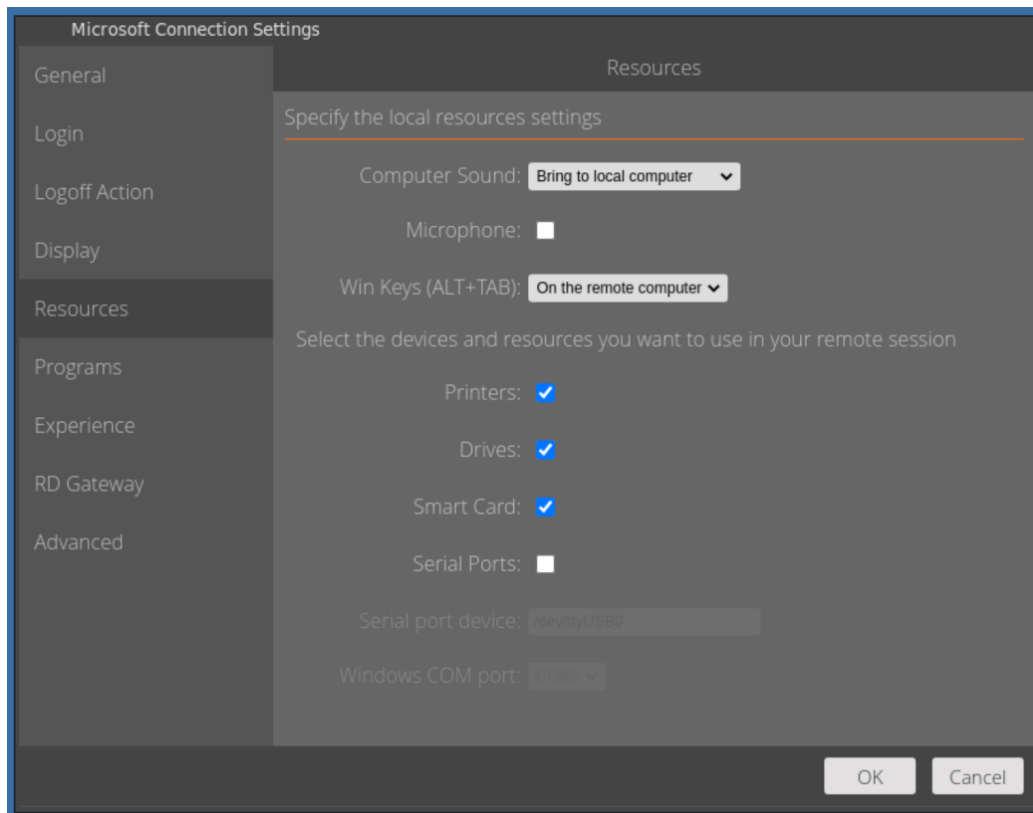 Microsoft Connection Settings
General
Login
Logoff Action
Display
Resources
Programs
Experience
RD Gateway
Advanced
Resources
Specify the local resources settings
Computer Sound: Bring to local computer
Microphone:
Win Keys (ALT+TAB): On the remote computer
Select the devices and resources you want to use in your remote session
Printers:
Drives:
Smart Card:
Serial Ports:
Serial port device: /dev/ttyUSB0
Windows COM port:
OK Cancel